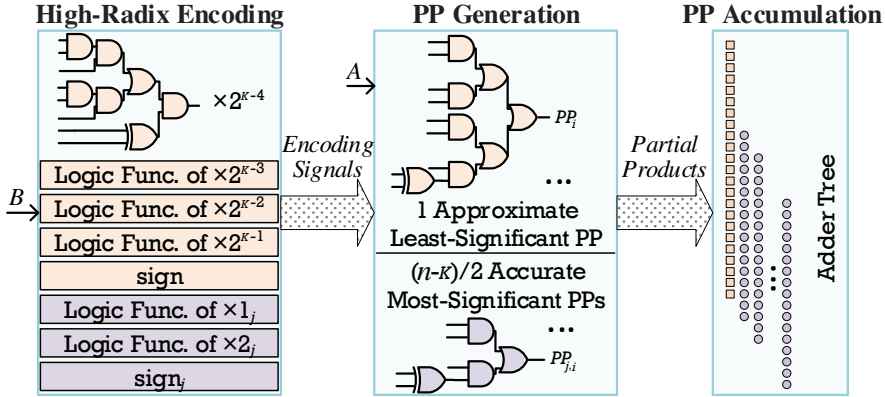 High-Radix Encoding
×2^{K-4}
Logic Func. of ×2^{K-3}
Logic Func. of ×2^{K-2}
Logic Func. of ×2^{K-1}
sign
Logic Func. of ×1_j
Logic Func. of ×2_j
sign_j
B
Encoding
Signals
PP Generation
A
PP_i
...
1 Approximate
Least-Significant PP
(n-K)/2 Accurate
Most-Significant PPs
...
PP_{j,i}
Partial
Products
PP Accumulation
...
Adder Tree